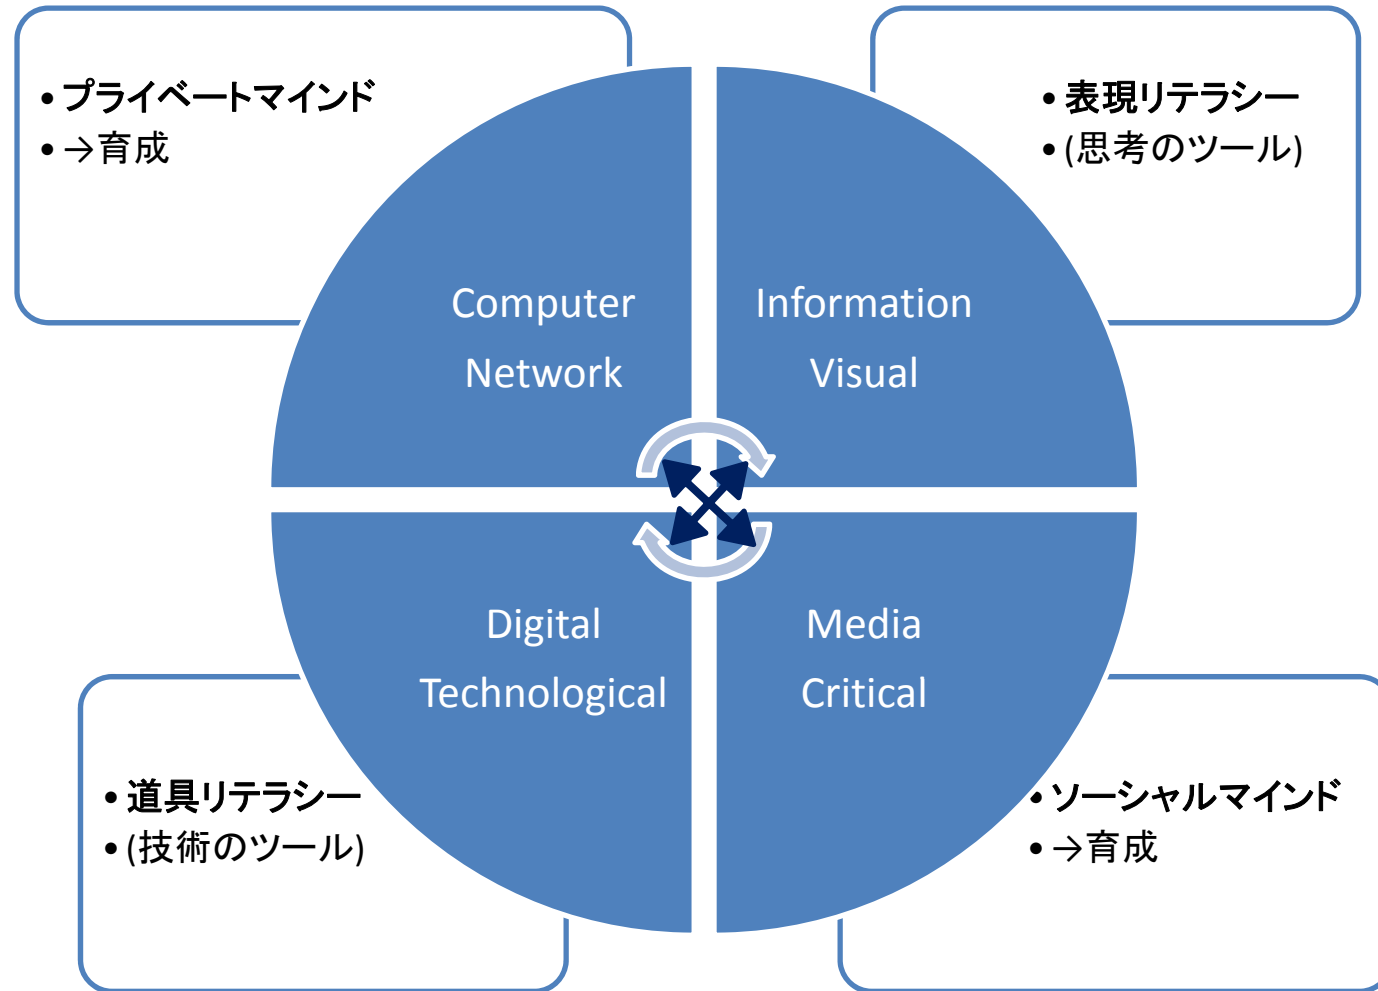 • プライベートマインド
• →育成
• 表現リテラシー
• (思考のツール)
Computer
Network
Information
Visual
Digital
Technological
Media
Critical
• 道具リテラシー
• (技術のツール)
• ソーシャルマインド
• →育成